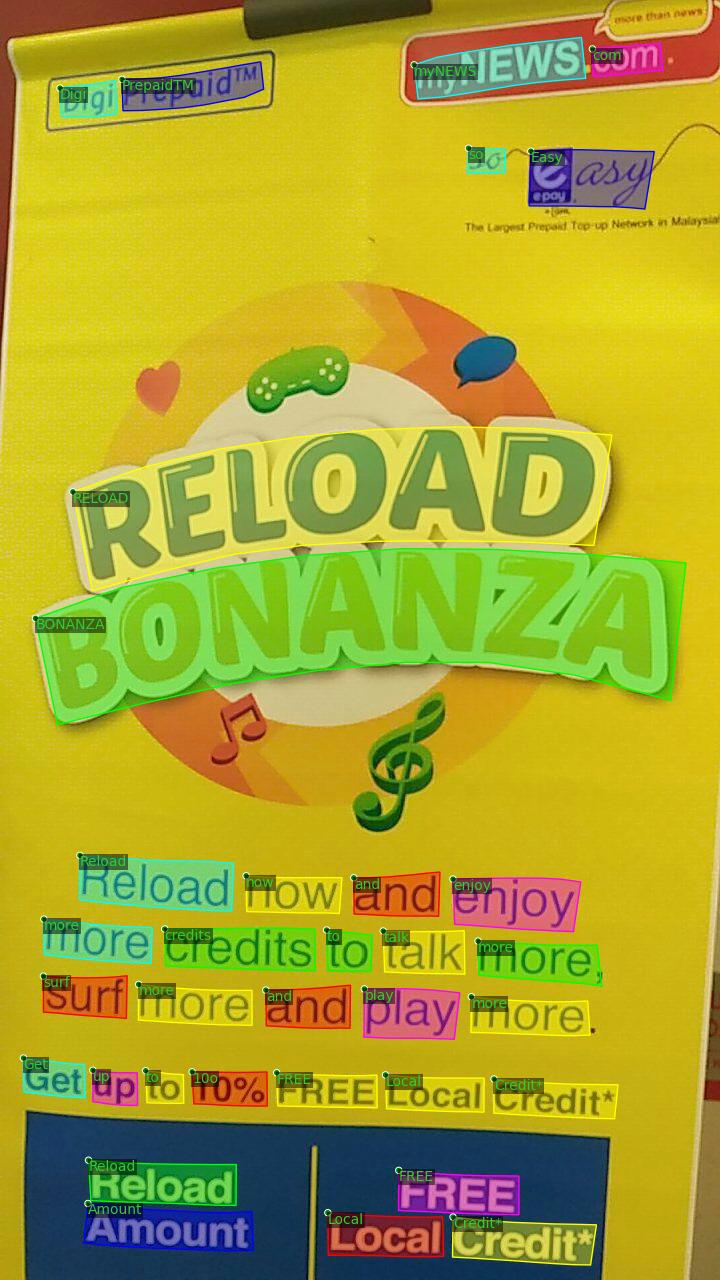 more than news
Digi Prepaid™
myNEWS.com.
so easy
epay
The Largest Prepaid Top-up Network in Malaysia
RELOAD
BONANZA
Reload now and enjoy
more credits to talk more,
surf more and play more.
Get up to 10% FREE Local Credit*
Reload
Amount
FREE
Local Credit*